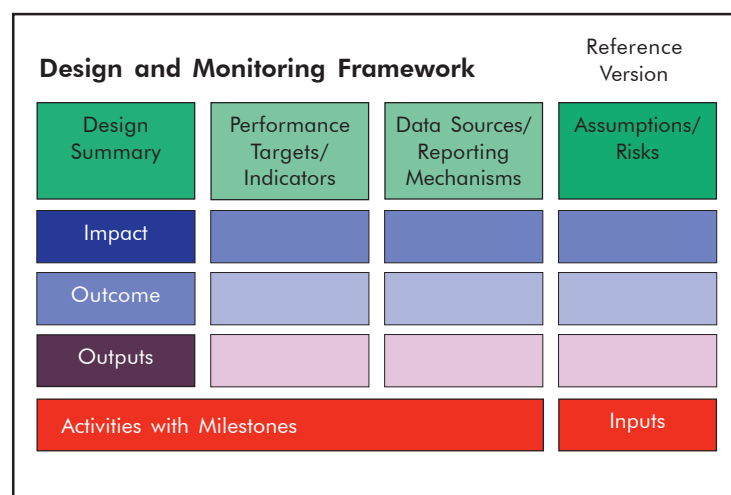 Design and Monitoring Framework
Reference
Version
Design
Summary
Performance
Targets/
Indicators
Data Sources/
Reporting
Mechanisms
Assumptions/
Risks
Impact
Outcome
Outputs
Activities with Milestones
Inputs